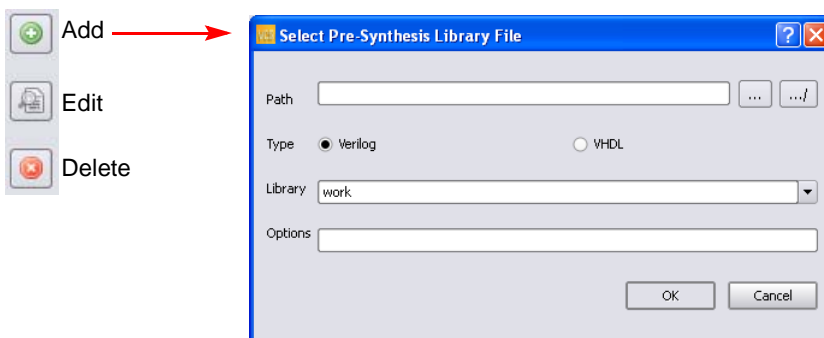 Add
Edit
Delete
Select Pre-Synthesis Library File
Path
...
.../
Type
Verilog
VHDL
Library
work
Options
OK
Cancel